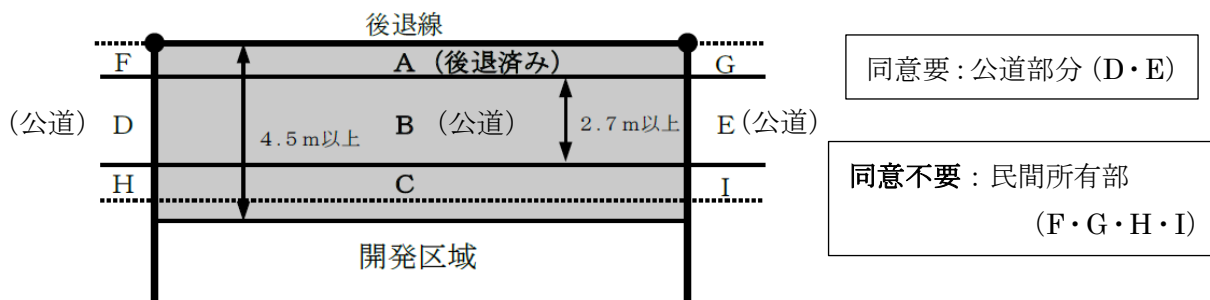 後退線
F A (後退済み) G
(公道) D B (公道) 2.7m以上 E (公道)
4.5m以上
H C I
開発区域
同意要:公道部分(D・E)
同意不要:民間所有部
(F・G・H・I)